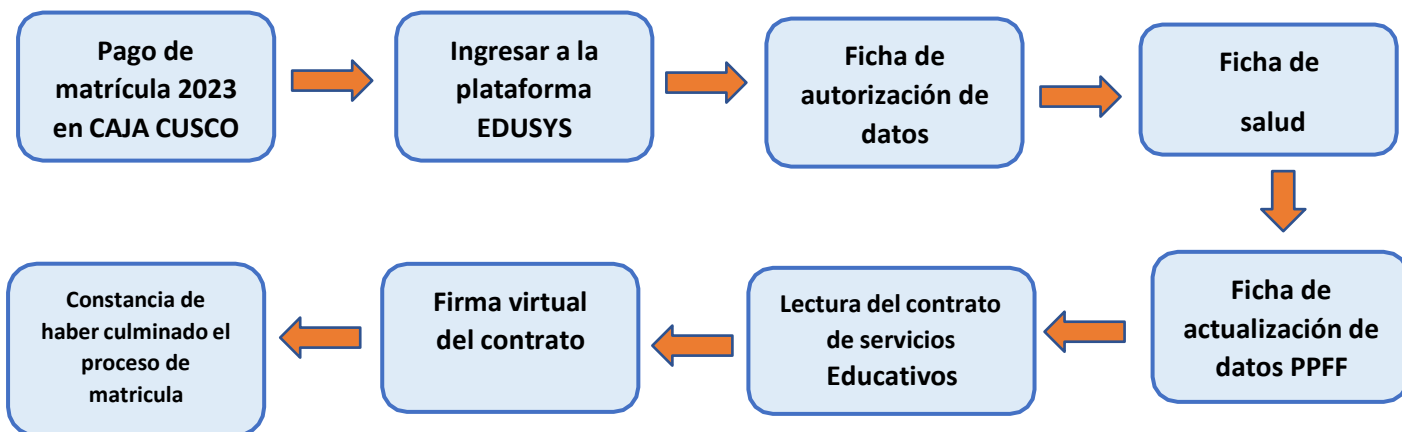 Pago de
matrícula 2023
en CAJA CUSCO
Ingresar a la
plataforma
EDUSYS
Ficha de
autorización de
datos
Ficha de
salud
Ficha de
actualización de
datos PPFF
Lectura del contrato
de servicios
Educativos
Firma virtual
del contrato
Constancia de
haber culminado el
proceso de
matricula